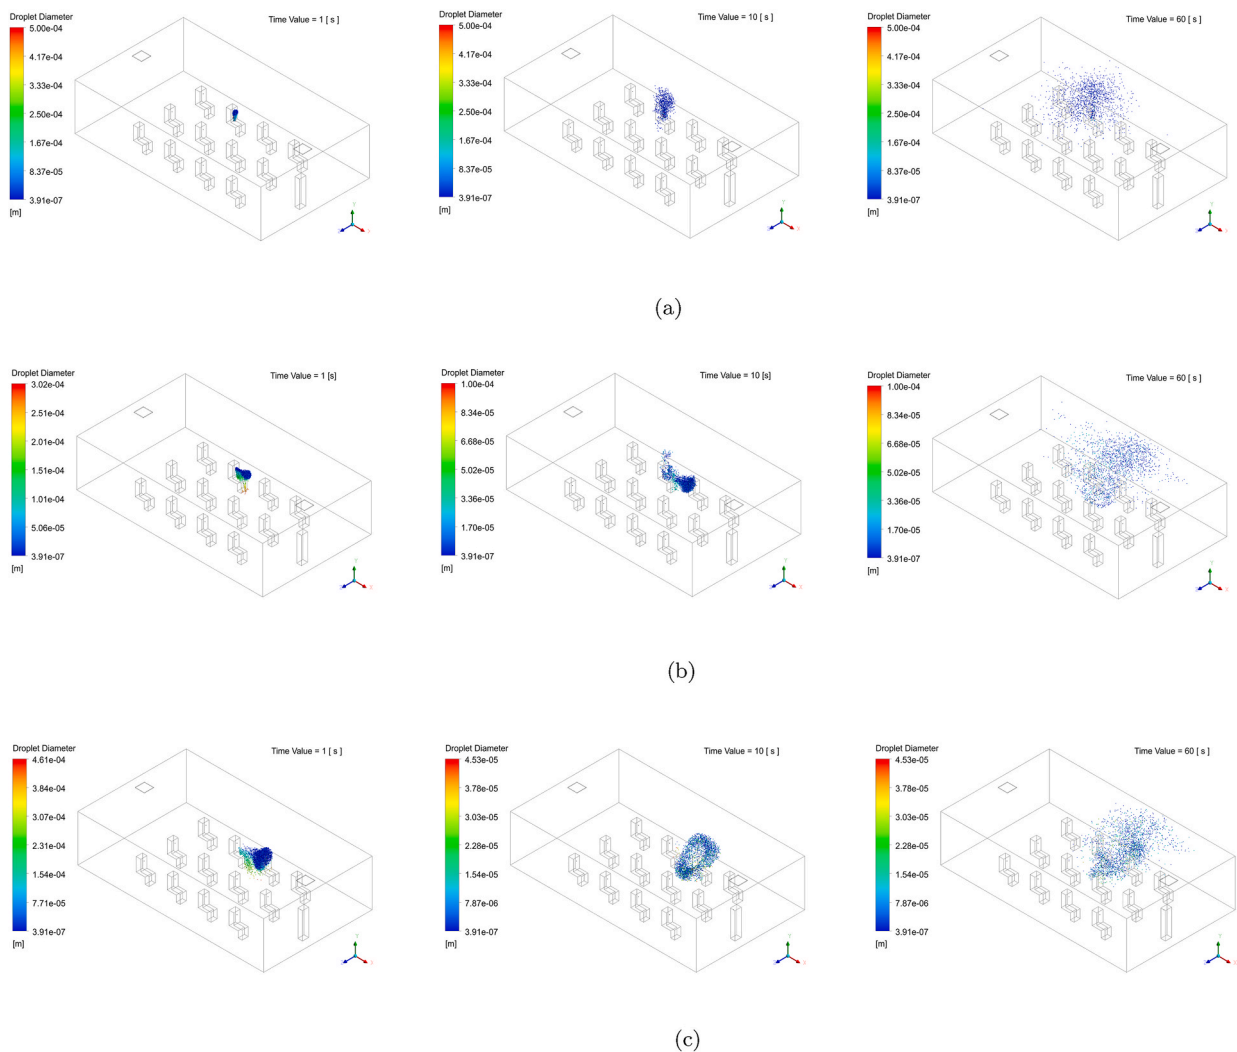 Droplet Diameter
Time Value = 1 [ s ]
5.00e-04
4.17e-04
3.33e-04
2.50e-04
1.67e-04
8.37e-05
3.91e-07
[m]
Y
Z
X
Droplet Diameter
Time Value = 10 [ s ]
5.00e-04
4.17e-04
3.33e-04
2.50e-04
1.67e-04
8.37e-05
3.91e-07
[m]
Y
Z
X
Droplet Diameter
Time Value = 60 [ s ]
5.00e-04
4.17e-04
3.33e-04
2.50e-04
1.67e-04
8.37e-05
3.91e-07
[m]
Y
Z
X
(a)
Droplet Diameter
Time Value = 1 [s]
3.02e-04
2.51e-04
2.01e-04
1.51e-04
1.01e-04
5.06e-05
3.91e-07
[m]
Y
Z
X
Droplet Diameter
Time Value = 10 [s]
1.00e-04
8.34e-05
6.68e-05
5.02e-05
3.36e-05
1.70e-05
3.91e-07
[m]
Y
Z
X
Droplet Diameter
Time Value = 60 [ s ]
1.00e-04
8.34e-05
6.68e-05
5.02e-05
3.36e-05
1.70e-05
3.91e-07
[m]
Y
Z
X
(b)
Droplet Diameter
Time Value = 1 [ s ]
4.61e-04
3.84e-04
3.07e-04
2.31e-04
1.54e-04
7.71e-05
3.91e-07
[m]
Y
Z
X
Droplet Diameter
Time Value = 10 [ s ]
4.53e-05
3.78e-05
3.03e-05
2.28e-05
1.54e-05
7.87e-06
3.91e-07
[m]
Y
Z
X
Droplet Diameter
Time Value = 60 [ s ]
4.53e-05
3.78e-05
3.03e-05
2.28e-05
1.54e-05
7.87e-06
3.91e-07
[m]
Y
Z
X
(c)